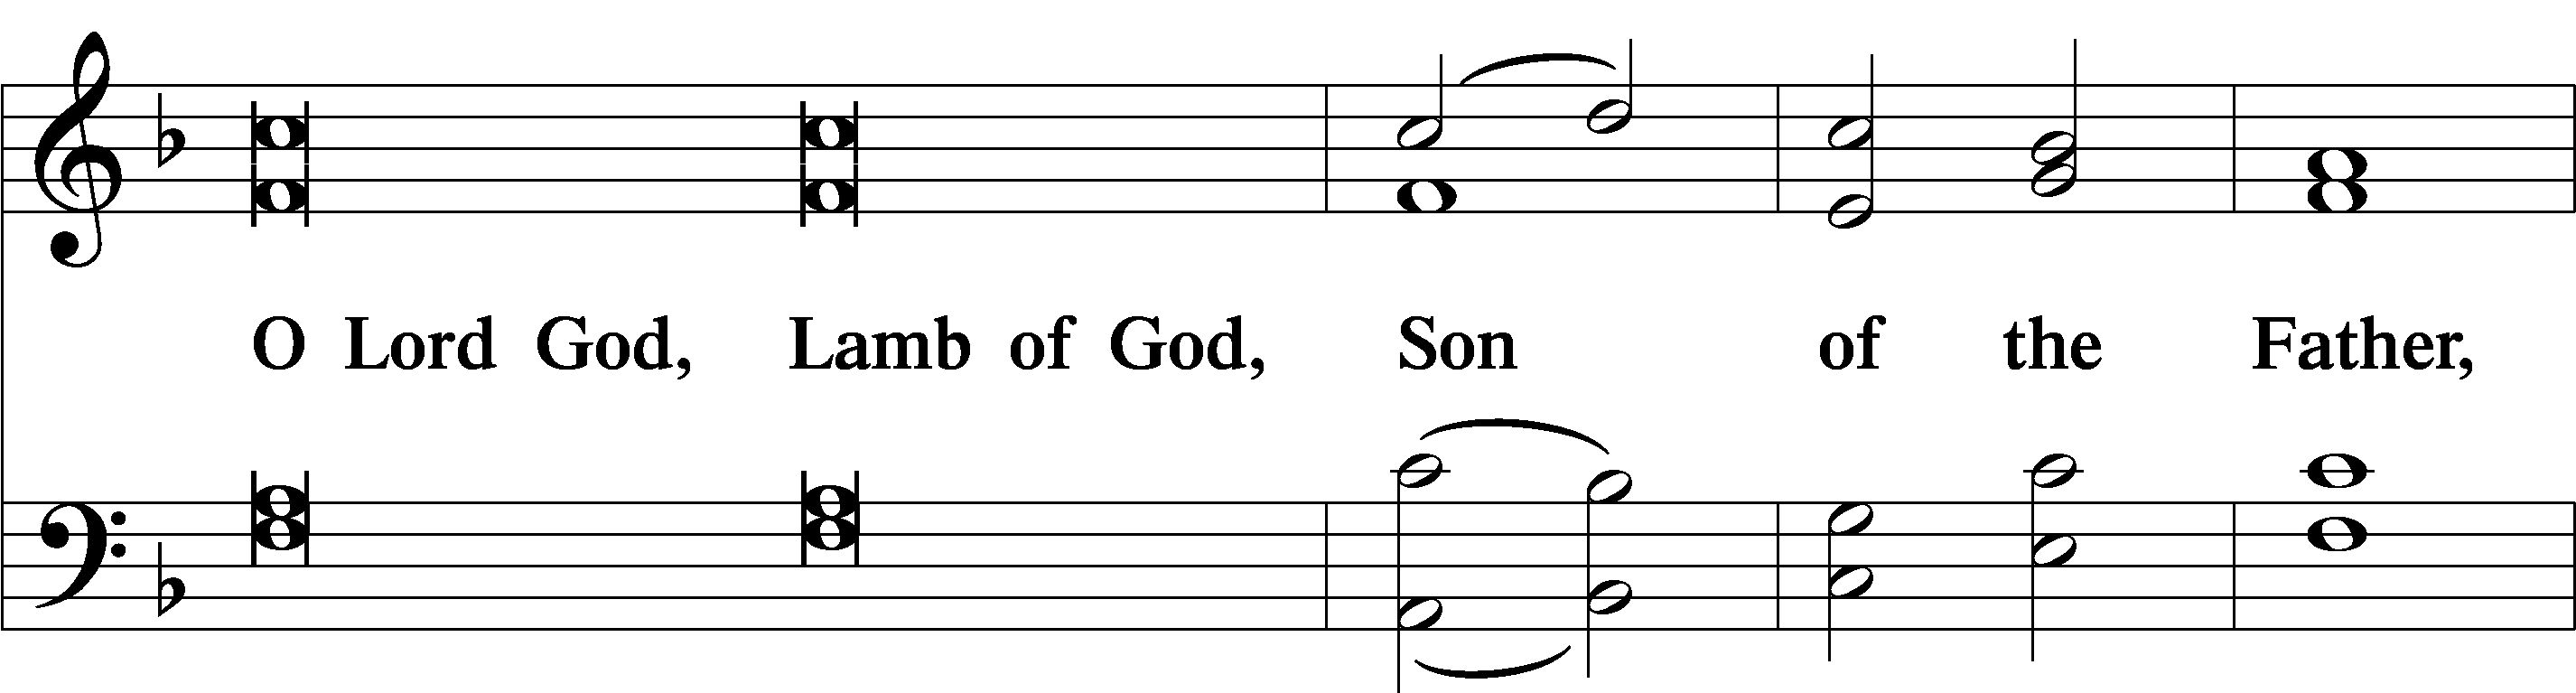 O Lord God, Lamb of God, Son of the Father,